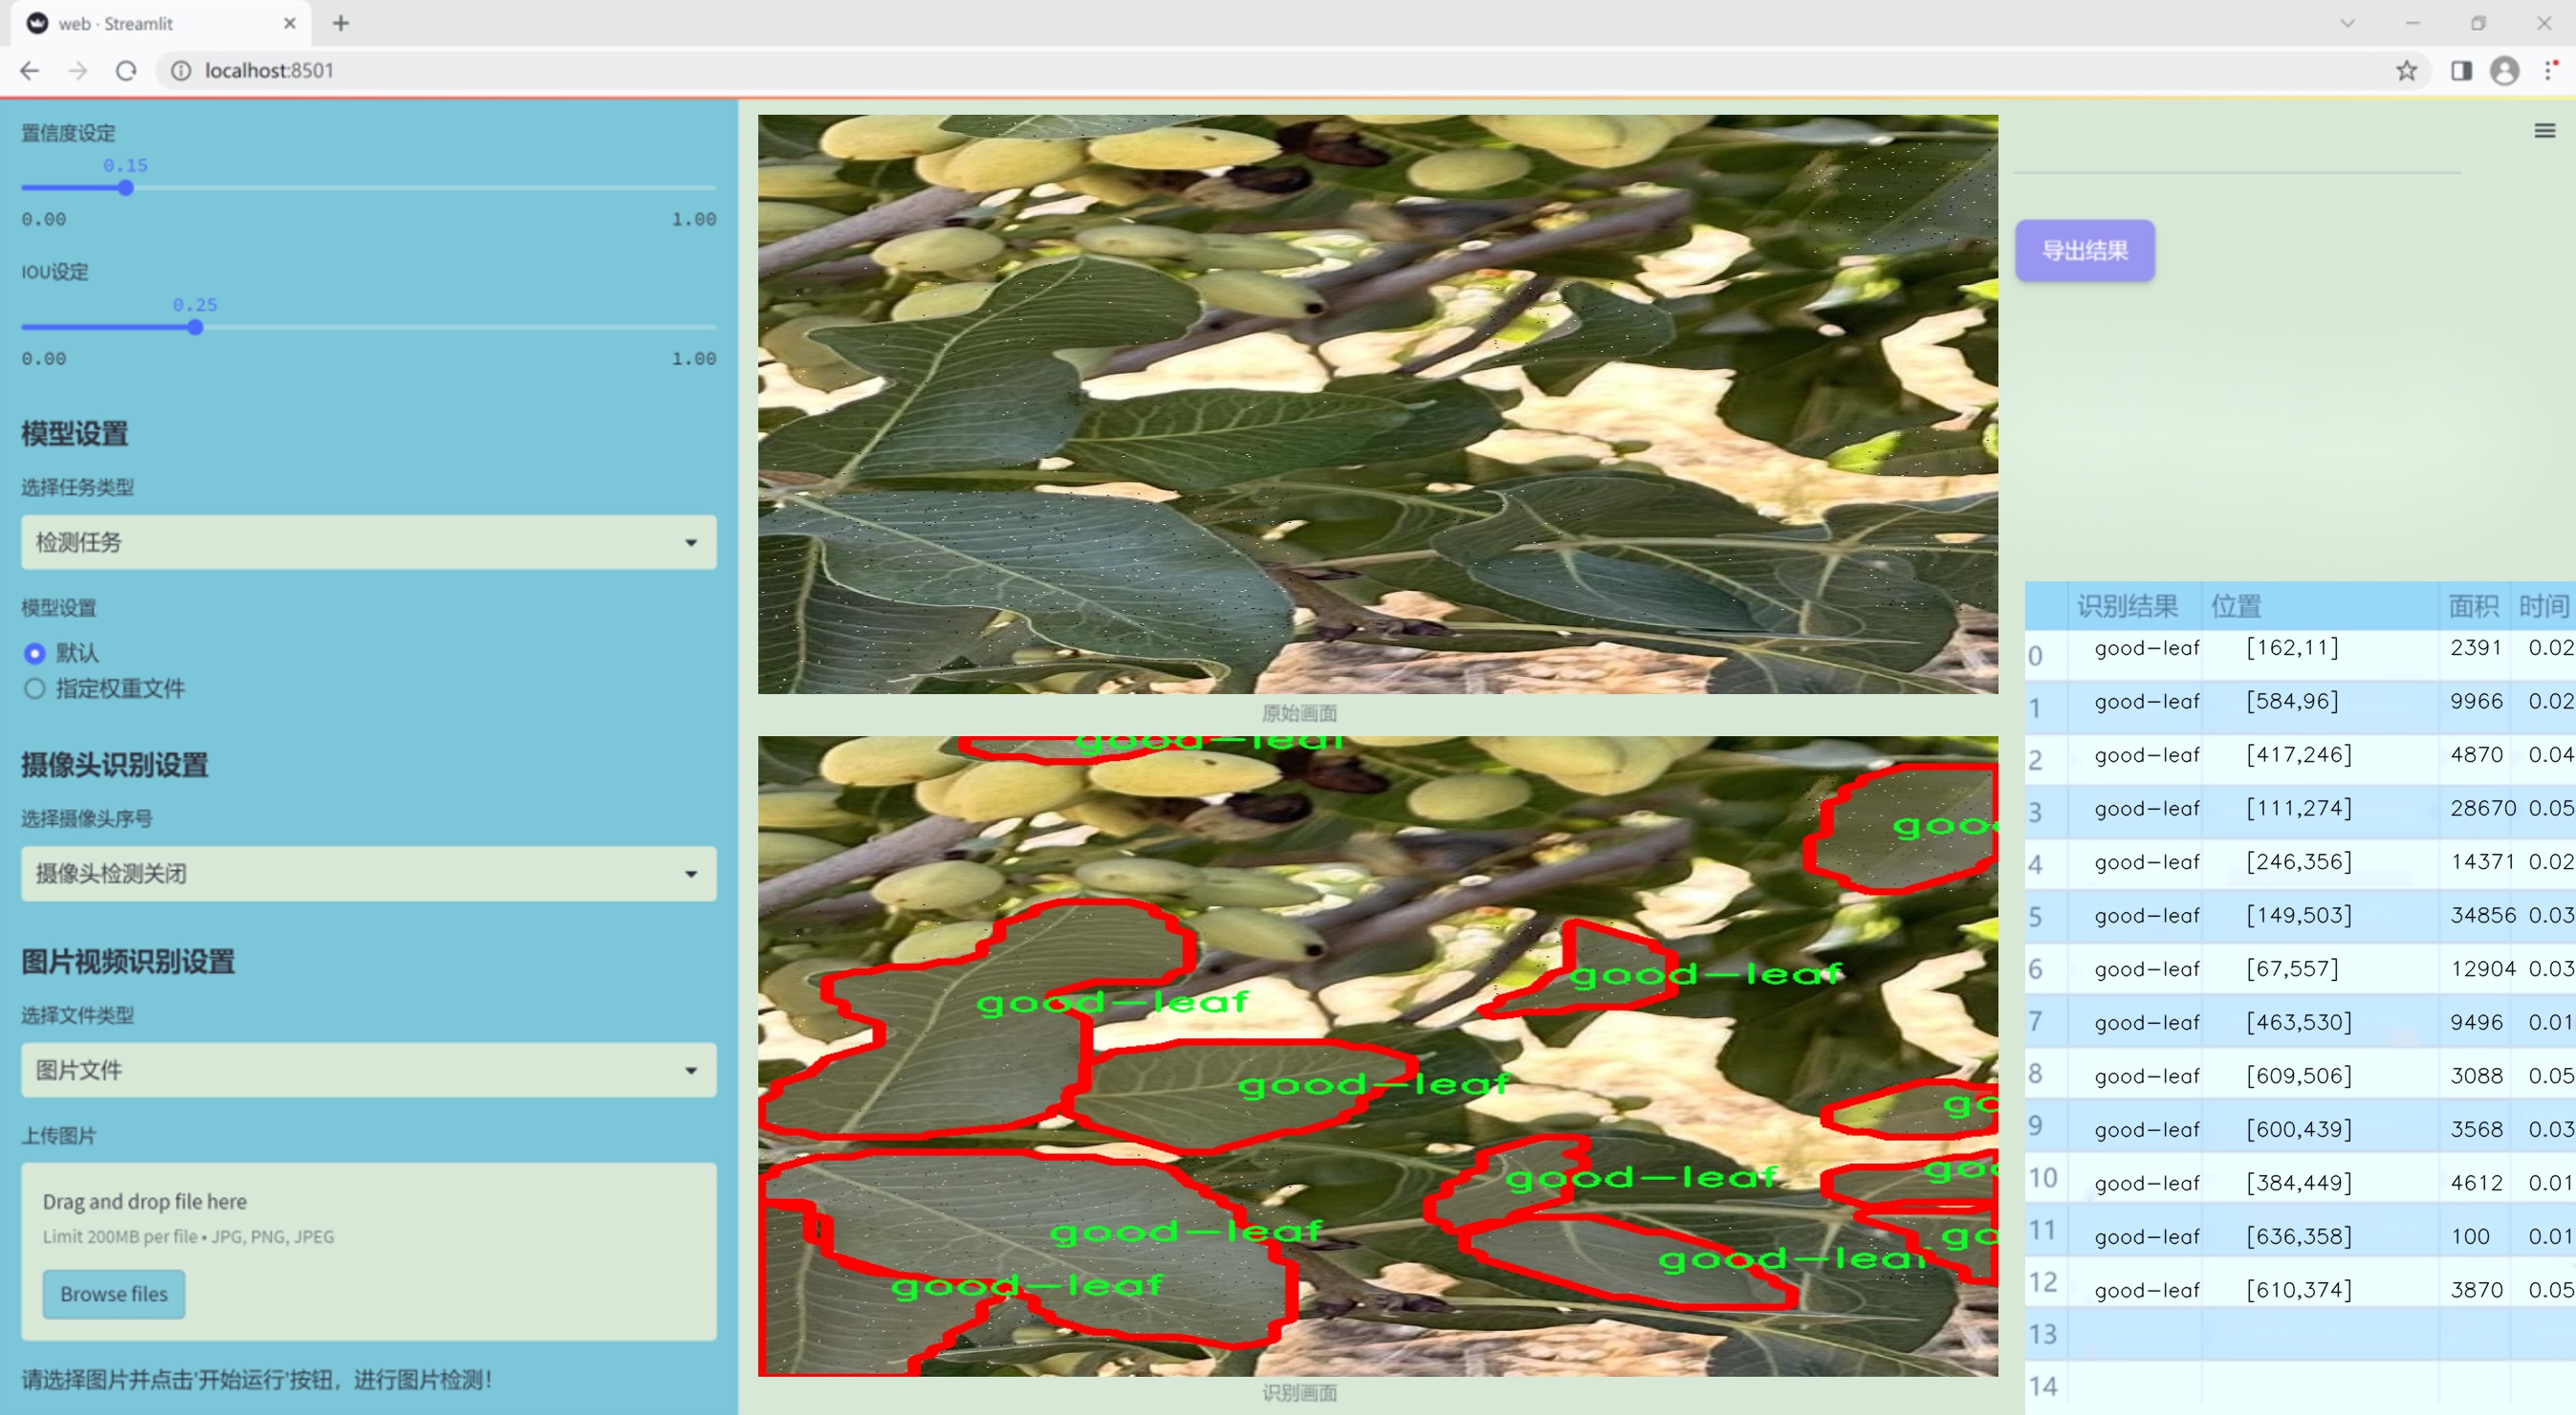 web · Streamlit
localhost:8501
置信度设定
0.15
0.00 1.00
IOU设定
0.25
0.00 1.00
模型设置
选择任务类型
检测任务
模型设置
默认
指定权重文件
摄像头识别设置
选择摄像头序号
摄像头检测关闭
图片视频识别设置
选择文件类型
图片文件
上传图片
Drag and drop file here
Limit 200MB per file • JPG, PNG, JPEG
Browse files
请选择图片并点击'开始运行'按钮，进行图片检测！
原始画面
good-leaf
goo
good-leaf
good-leaf
good-leaf
go
good-leaf
goo
good-leaf
go
good-leaf
good-leaf
识别画面
导出结果
识别结果 位置 面积 时间
0 good-leaf [162,11] 2391 0.02
1 good-leaf [584,96] 9966 0.02
2 good-leaf [417,246] 4870 0.04
3 good-leaf [111,274] 28670 0.05
4 good-leaf [246,356] 14371 0.02
5 good-leaf [149,503] 34856 0.03
6 good-leaf [67,557] 12904 0.03
7 good-leaf [463,530] 9496 0.01
8 good-leaf [609,506] 3088 0.05
9 good-leaf [600,439] 3568 0.03
10 good-leaf [384,449] 4612 0.01
11 good-leaf [636,358] 100 0.01
12 good-leaf [610,374] 3870 0.05
13
14